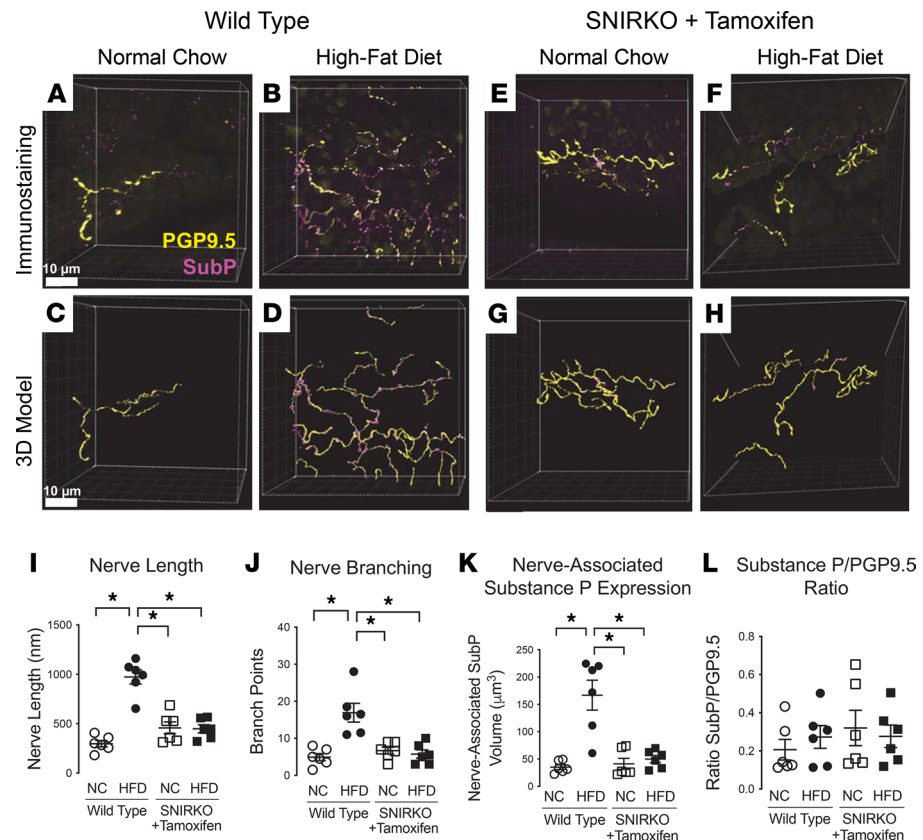 Wild Type
SNIRKO + Tamoxifen
Normal Chow
High-Fat Diet
Normal Chow
High-Fat Diet
Immunostaining
A
PGP9.5
SubP
10 µm
B
E
F
3D Model
C
10 µm
D
G
H
I
Nerve Length
Nerve Length (nm)
1500
1000
500
0
*
*
*
NC HFD NC HFD
Wild Type SNIRKO
+Tamoxifen
J
Nerve Branching
Branch Points
40
30
20
10
0
*
*
*
NC HFD NC HFD
Wild Type SNIRKO
+Tamoxifen
K
Nerve-Associated
Substance P Expression
Nerve-Associated SubP
Volume (µm³)
250
200
150
100
50
0
*
*
*
NC HFD NC HFD
Wild Type SNIRKO
+Tamoxifen
L
Substance P/PGP9.5
Ratio
Ratio SubP/PGP9.5
0.8
0.6
0.4
0.2
0.0
NC HFD NC HFD
Wild Type SNIRKO
+Tamoxifen